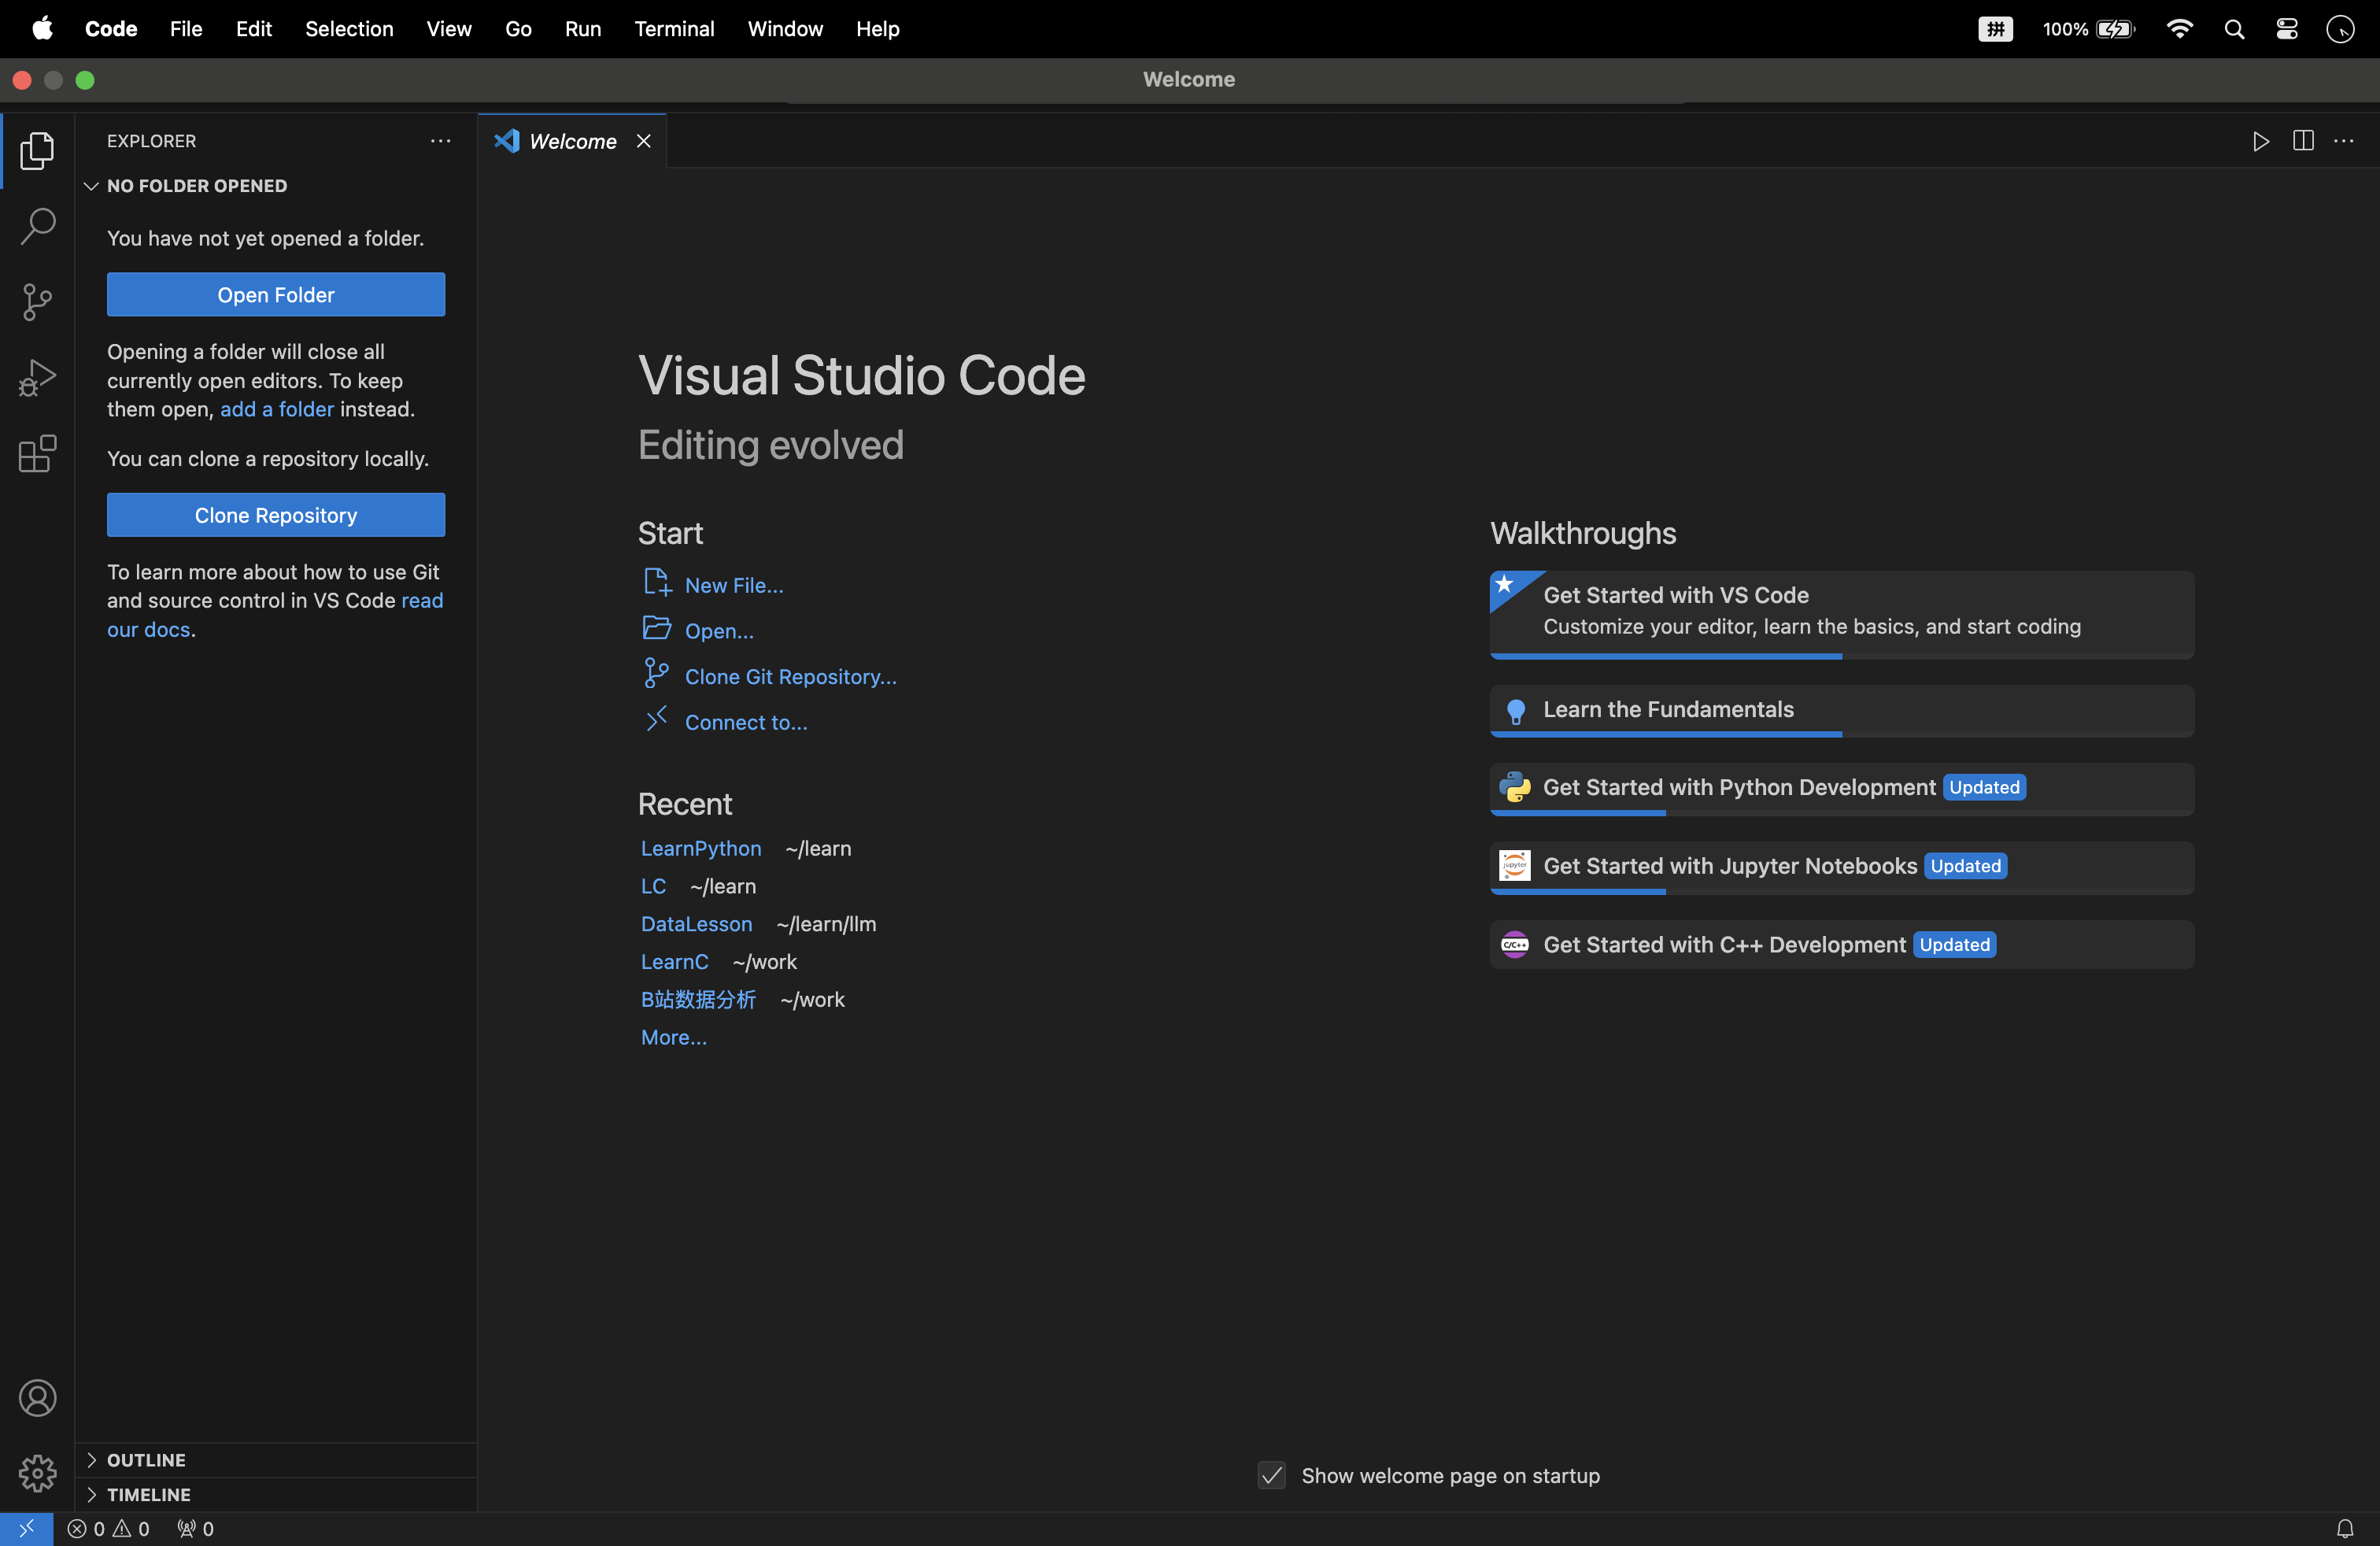 Code File Edit Selection View Go Run Terminal Window Help 拼 100%
Welcome
EXPLORER
NO FOLDER OPENED
You have not yet opened a folder.
Open Folder
Opening a folder will close all
currently open editors. To keep
them open, add a folder instead.
You can clone a repository locally.
Clone Repository
To learn more about how to use Git
and source control in VS Code read
our docs.
OUTLINE
TIMELINE
Welcome
Visual Studio Code
Editing evolved
Start
New File...
Open...
Clone Git Repository...
Connect to...
Recent
LearnPython ~/learn
LC ~/learn
DataLesson ~/learn/llm
LearnC ~/work
B站数据分析 ~/work
More...
Walkthroughs
Get Started with VS Code
Customize your editor, learn the basics, and start coding
Learn the Fundamentals
Get Started with Python Development Updated
jupyter
Get Started with Jupyter Notebooks Updated
C/C++
Get Started with C++ Development Updated
Show welcome page on startup
0 0 0